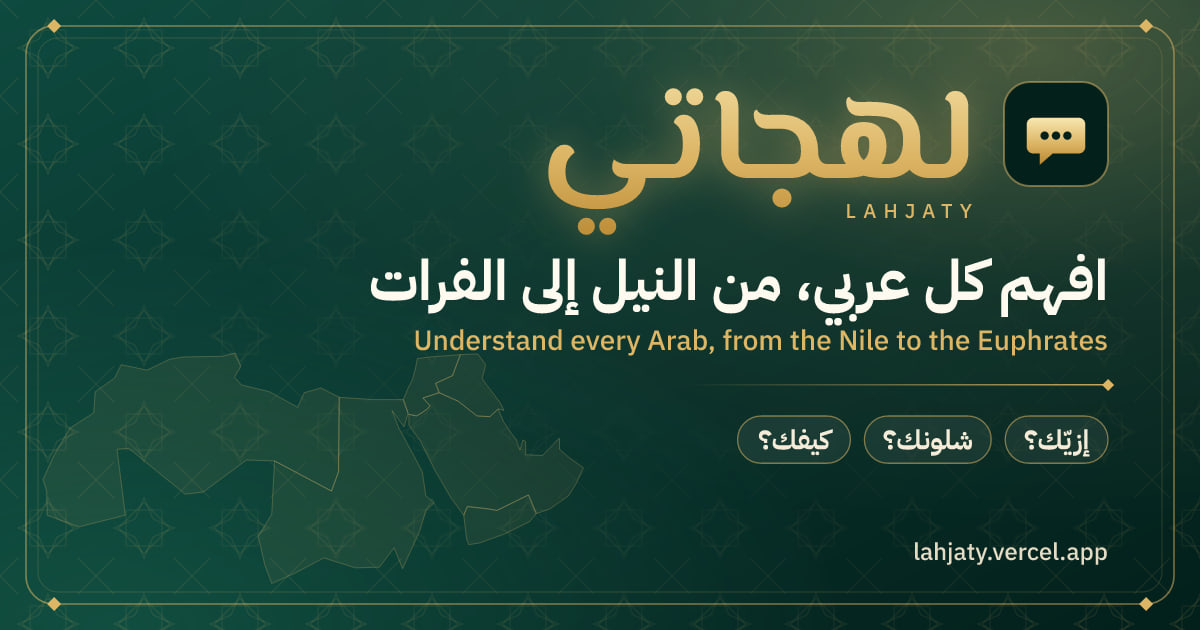 لهجاتي
LAHJATY
افهم كل عربي، من النيل إلى الفرات
Understand every Arab, from the Nile to the Euphrates
إزيّك؟ شلونك؟ كيفك؟
lahjaty.vercel.app